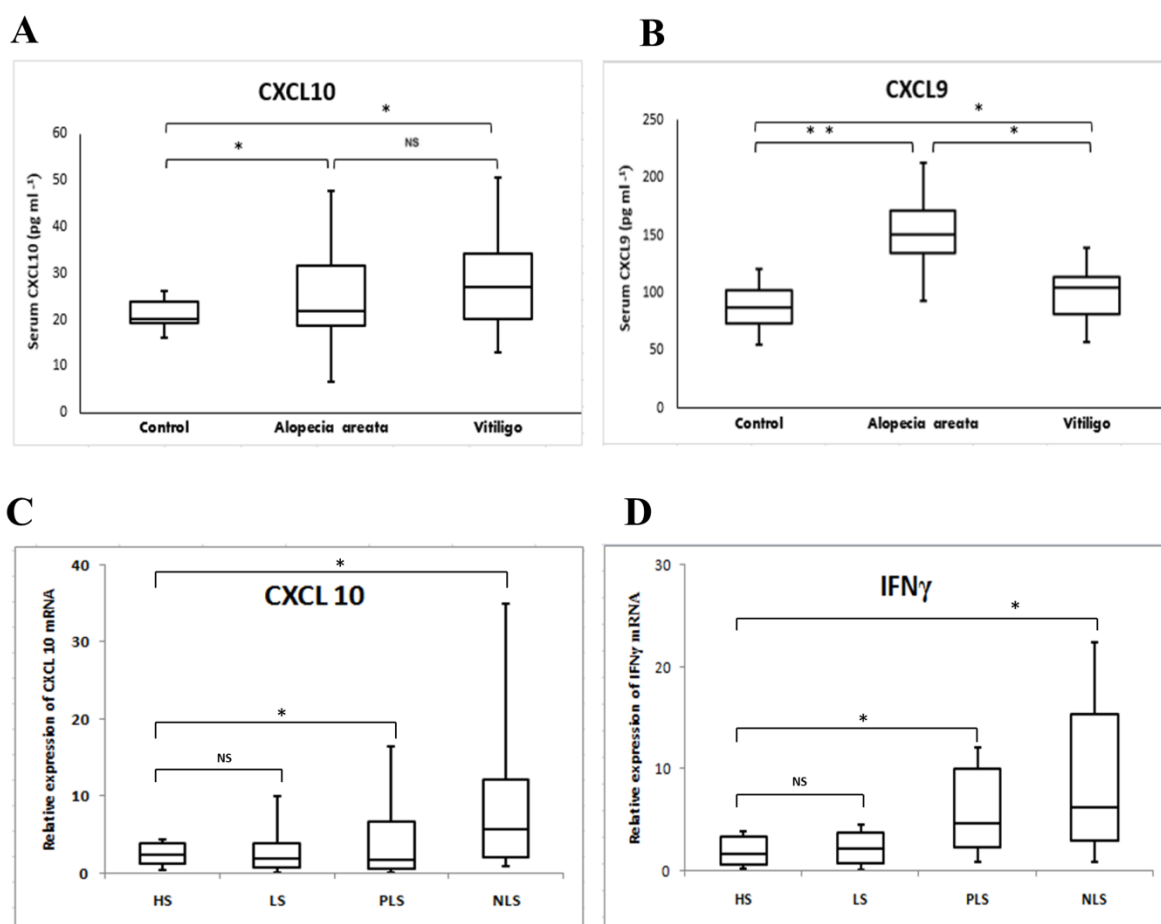 A
CXCL10
Serum CXCL10 (pg ml ⁻¹)
60
50
40
30
20
10
0
*
*
NS
Control Alopecia areata Vitiligo
B
CXCL9
Serum CXCL9 (pg ml ⁻¹)
250
200
150
100
50
0
*
* *
*
Control Alopecia areata Vitiligo
C
CXCL 10
Relative expression of CXCL 10 mRNA
40
30
20
10
0
*
*
NS
HS LS PLS NLS
D
IFNγ
Relative expression of IFNγ mRNA
30
20
10
0
*
*
NS
HS LS PLS NLS